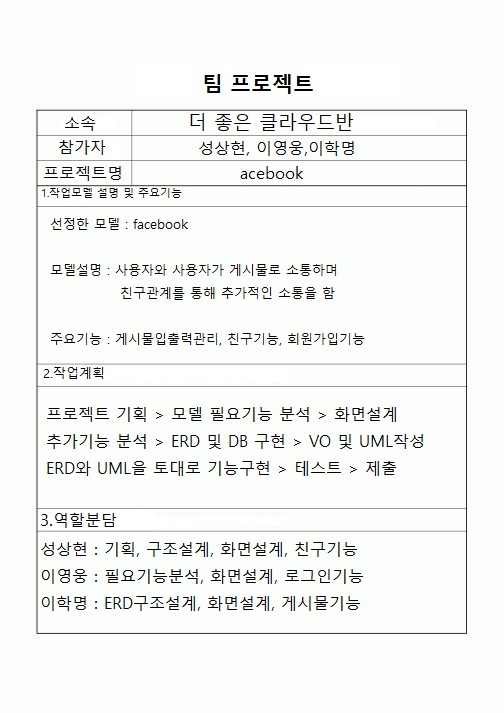 팀 프로젝트
소속 더 좋은 클라우드반
참가자 성상현, 이영웅,이학명
프로젝트명 acebook
1.작업모델 설명 및 주요기능
선정한 모델 : facebook
모델설명 : 사용자와 사용자가 게시물로 소통하며
친구관계를 통해 추가적인 소통을 함
주요기능 : 게시물입출력관리, 친구기능, 회원가입기능
2.작업계획
프로젝트 기획 > 모델 필요기능 분석 > 화면설계
추가기능 분석 > ERD 및 DB 구현 > VO 및 UML작성
ERD와 UML을 토대로 기능구현 > 테스트 > 제출
3.역할분담
성상현 : 기획, 구조설계, 화면설계, 친구기능
이영웅 : 필요기능분석, 화면설계, 로그인기능
이학명 : ERD구조설계, 화면설계, 게시물기능